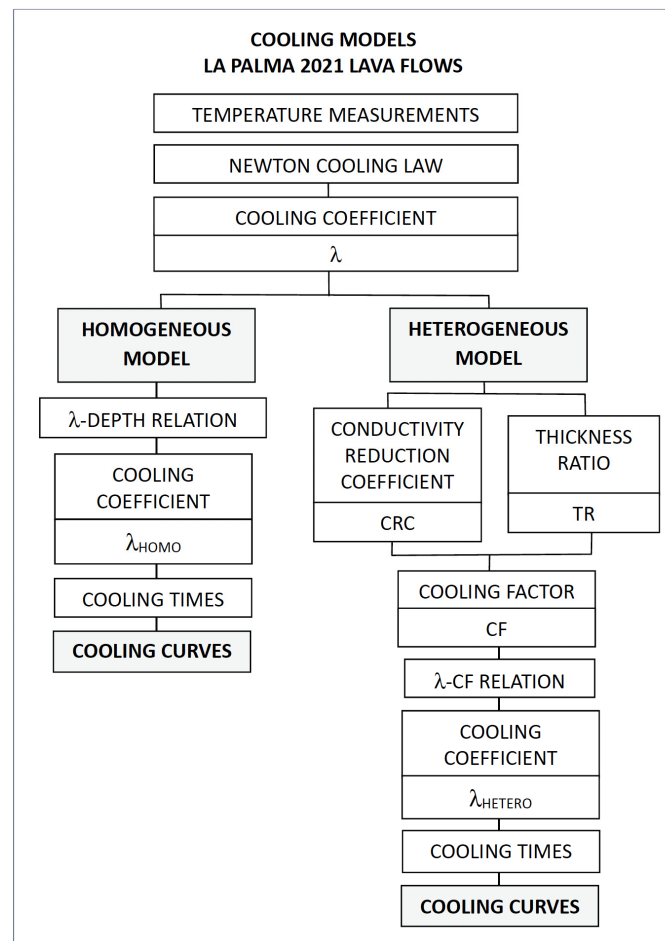 COOLING MODELS
LA PALMA 2021 LAVA FLOWS
TEMPERATURE MEASUREMENTS
NEWTON COOLING LAW
COOLING COEFFICIENT
λ
HOMOGENEOUS
MODEL
λ-DEPTH RELATION
COOLING
COEFFICIENT
λHOMO
COOLING TIMES
COOLING CURVES
HETEROGENEOUS
MODEL
CONDUCTIVITY
REDUCTION
COEFFICIENT
CRC
THICKNESS
RATIO
TR
COOLING FACTOR
CF
λ-CF RELATION
COOLING
COEFFICIENT
λHETERO
COOLING TIMES
COOLING CURVES